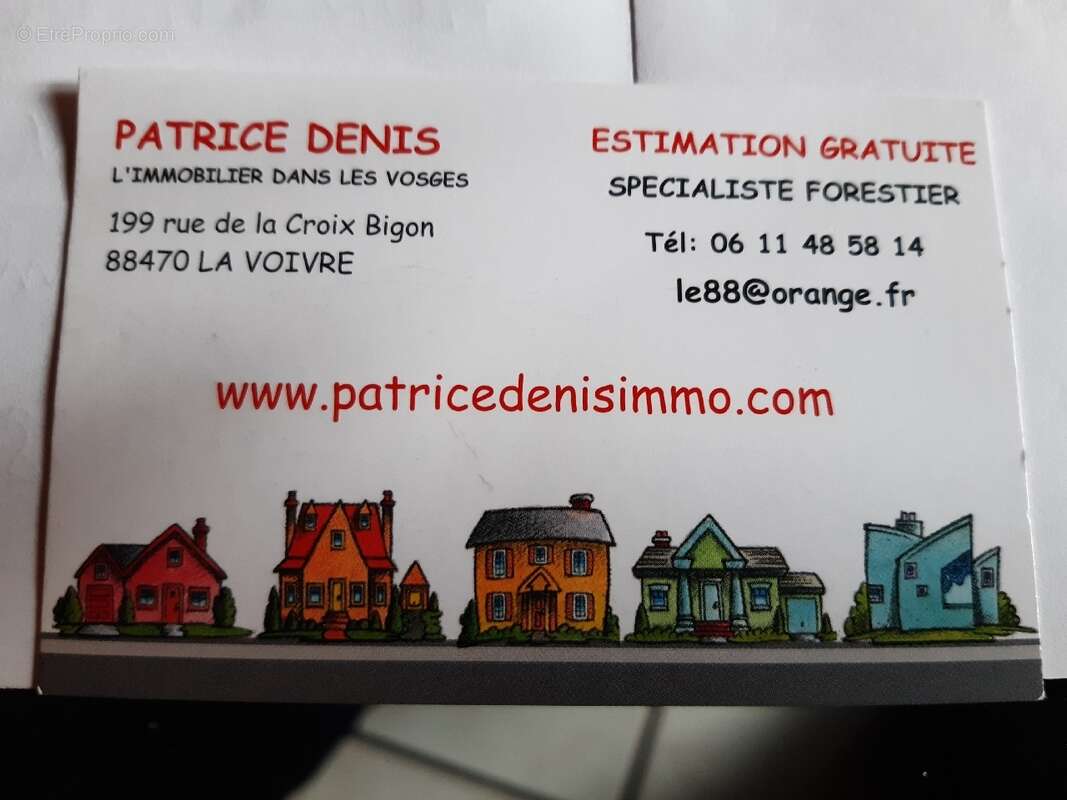 © EtreProprio.com
PATRICE DENIS
L'IMMOBILIER DANS LES VOSGES
199 rue de la Croix Bigon
88470 LA VOIVRE
ESTIMATION GRATUITE
SPECIALISTE FORESTIER
Tél: 06 11 48 58 14
le88@orange.fr
www.patricedenisimmo.com